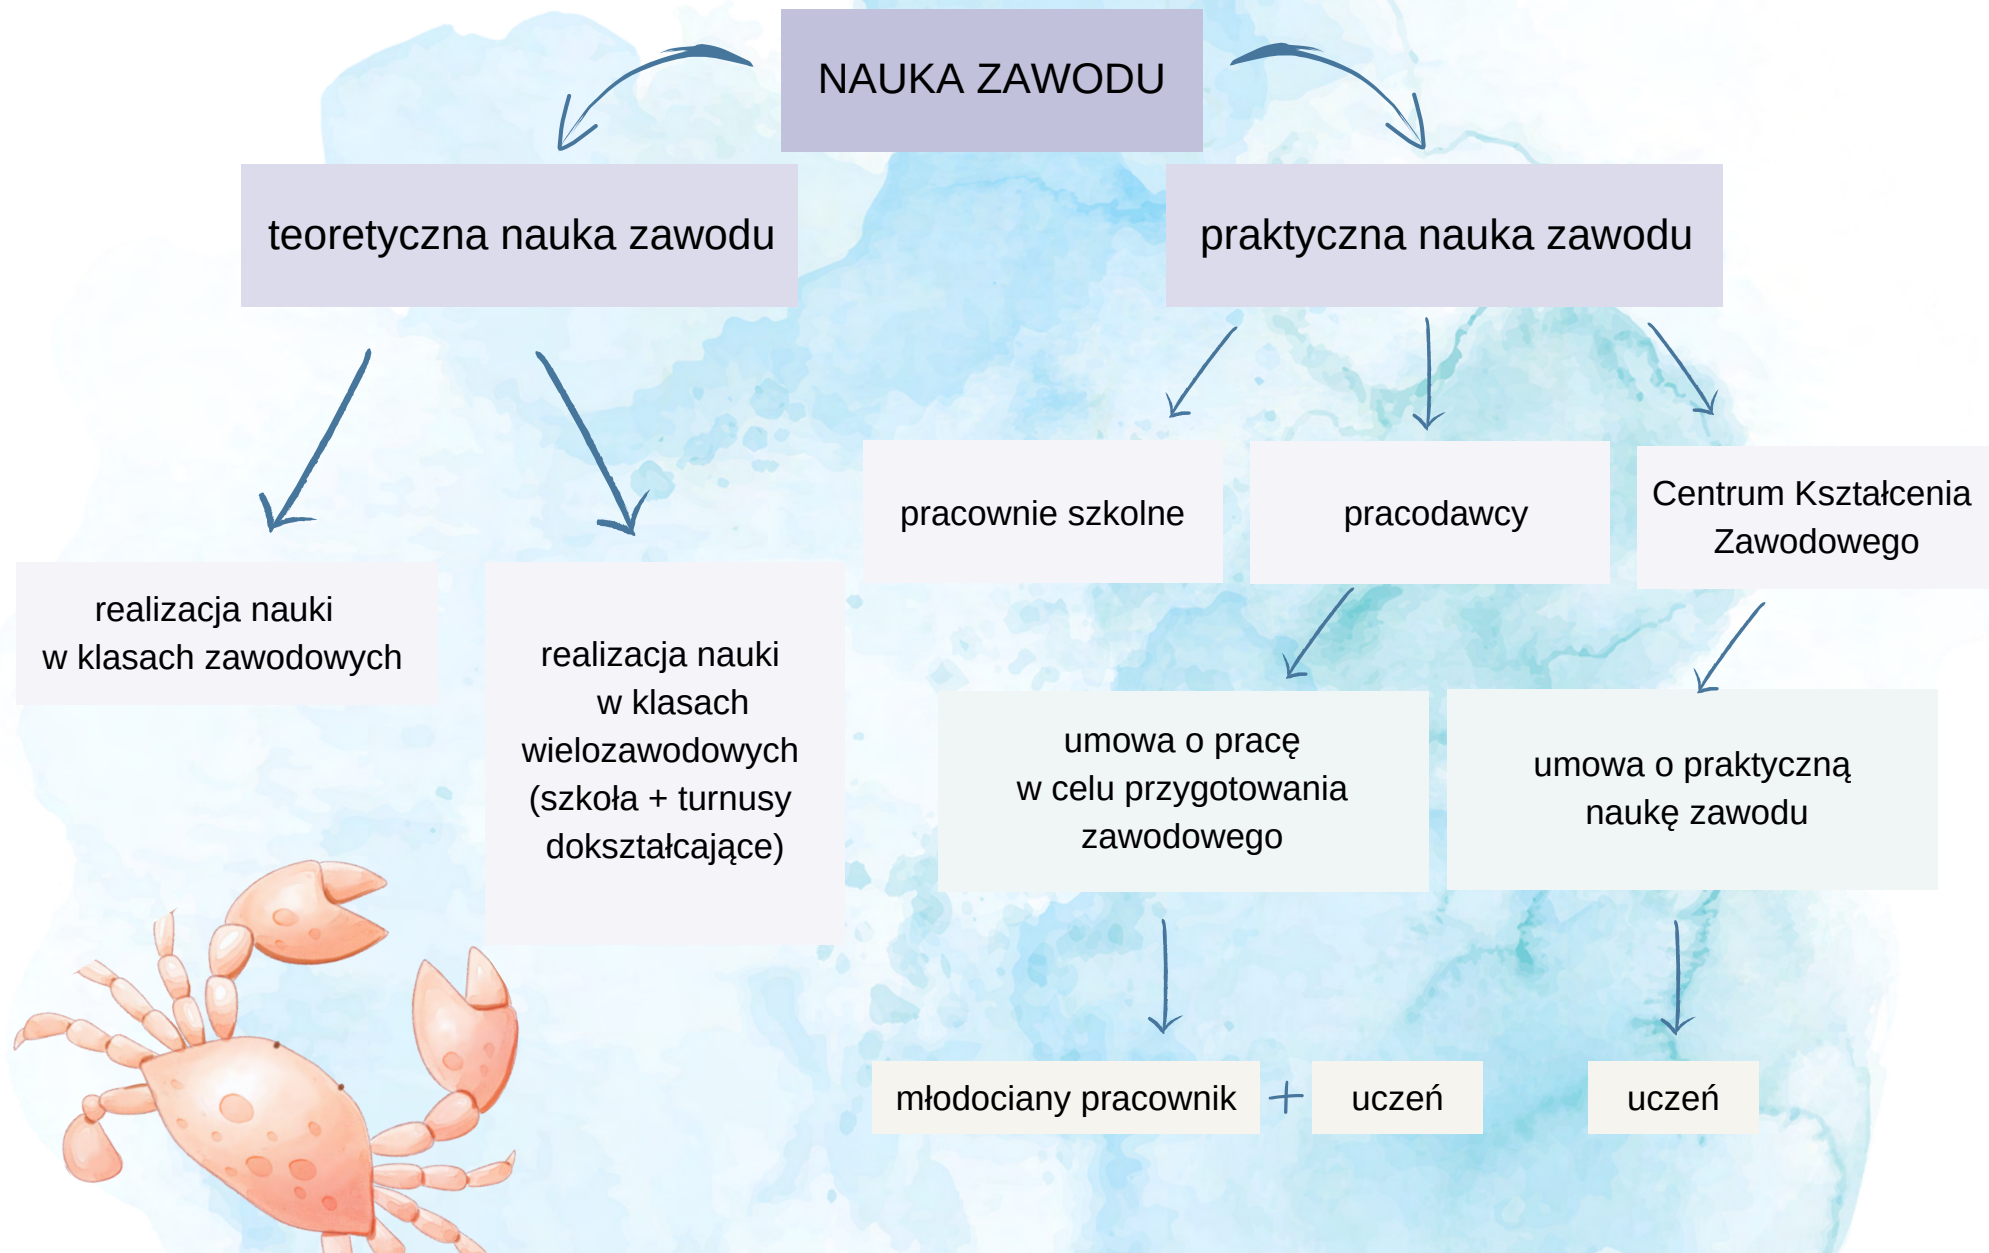 NAUKA ZAWODU
teoretyczna nauka zawodu
praktyczna nauka zawodu
pracownie szkolne
pracodawcy
Centrum Kształcenia
Zawodowego
realizacja nauki
w klasach zawodowych
realizacja nauki
w klasach
wielozawodowych
(szkoła + turnusy
dokształcające)
umowa o pracę
w celu przygotowania
zawodowego
umowa o praktyczną
naukę zawodu
młodociany pracownik + uczeń
uczeń